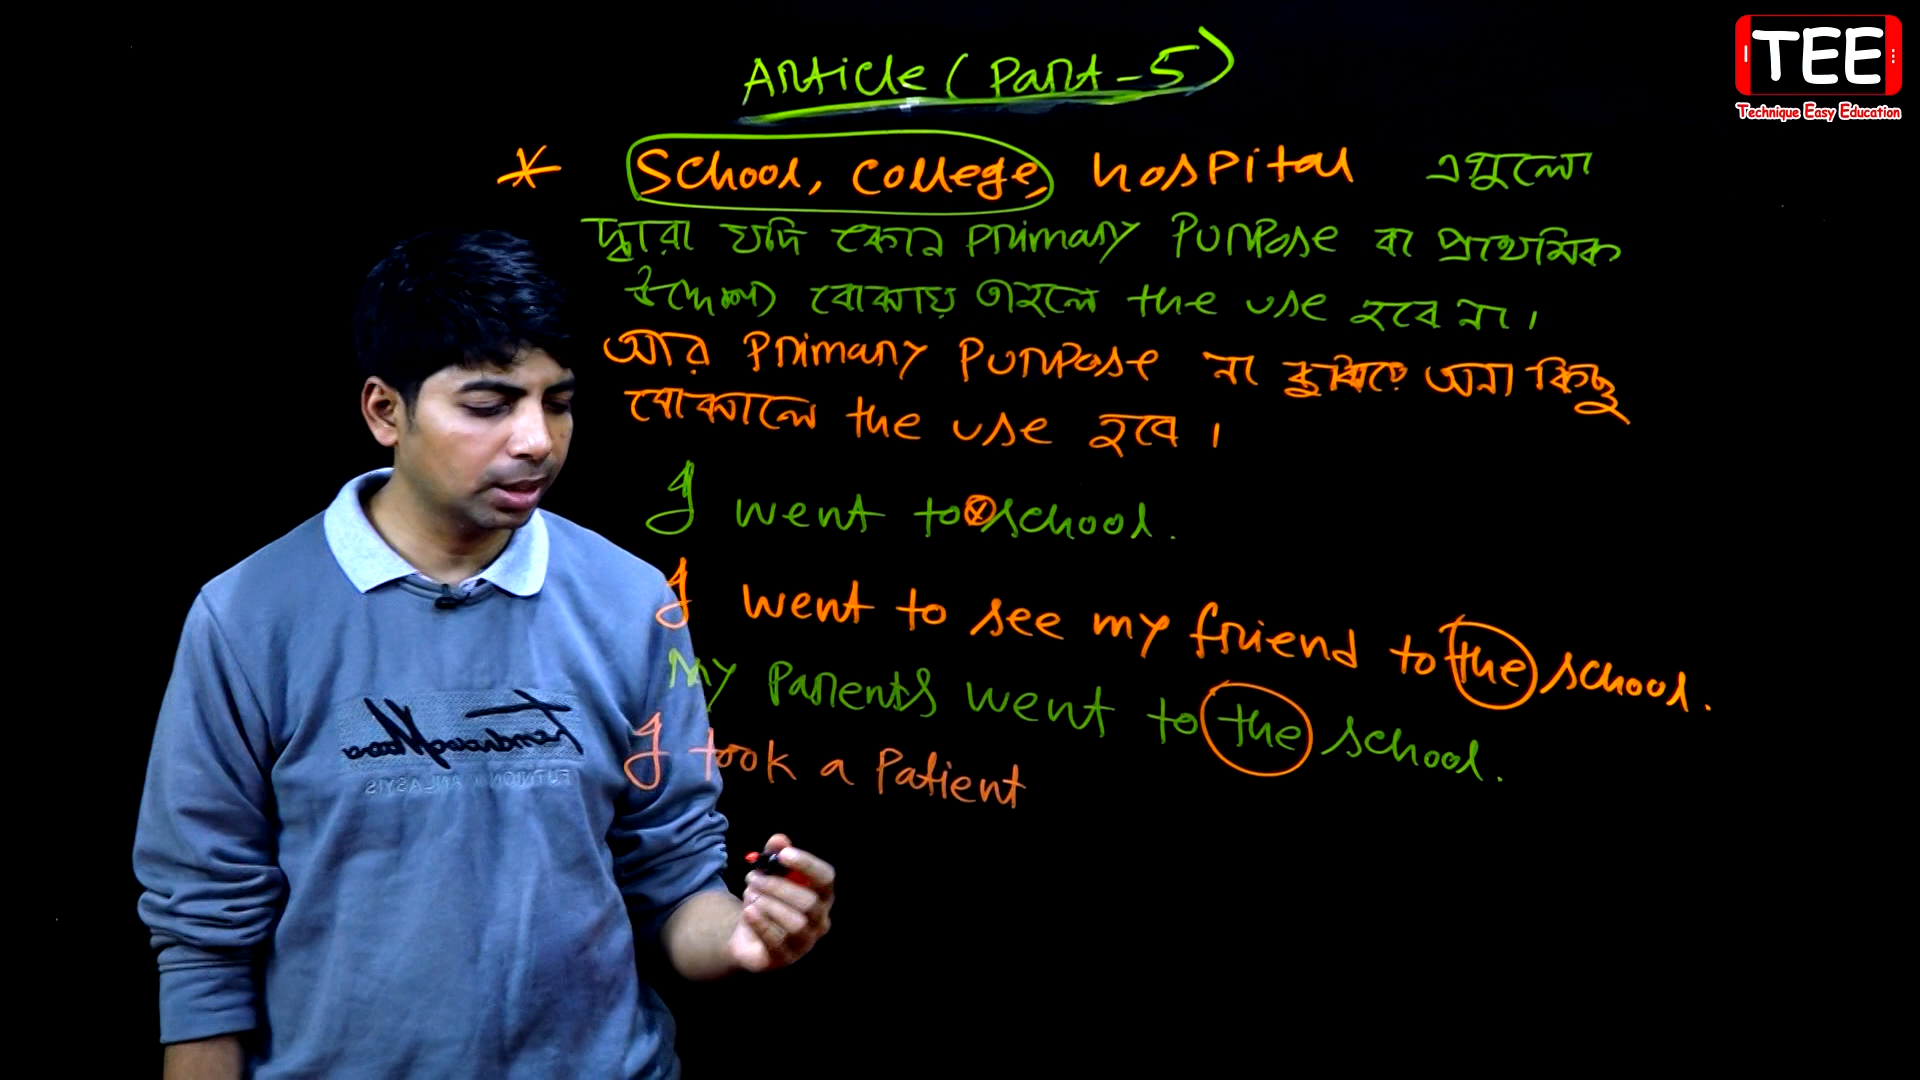 Article (Part-5)
TEE
Technique Easy Education
* School, College, hospital এগুলো
দ্বারা যদি কোন Primary Purpose বা প্রাথমিক
উদ্দেশ্য বোঝায় তাহলে the use হবে না।
আর Primary Purpose না বুঝিয়ে অন্য কিছু
বোঝালে the use হবে।
I went to x school.
I went to see my friend to the school.
My Parents went to the school.
I took a Patient